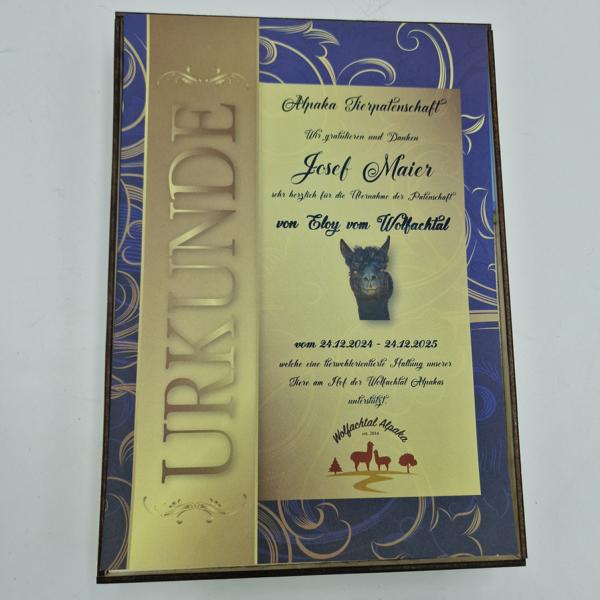 URKUNDE
Alpaka Tierpatenschaft
Wir gratulieren und Danken
Josef Maier
sehr herzlich für die Übernahme der Patenschaft
von Eloy vom Wolfachtal
vom 24.12.2024 - 24.12.2025
welche eine tierwohlorientierte Haltung unserer
Tiere am Hof der Wolfachtal Alpakas
unterstützt.
Wolfachtal Alpaka
est. 2016